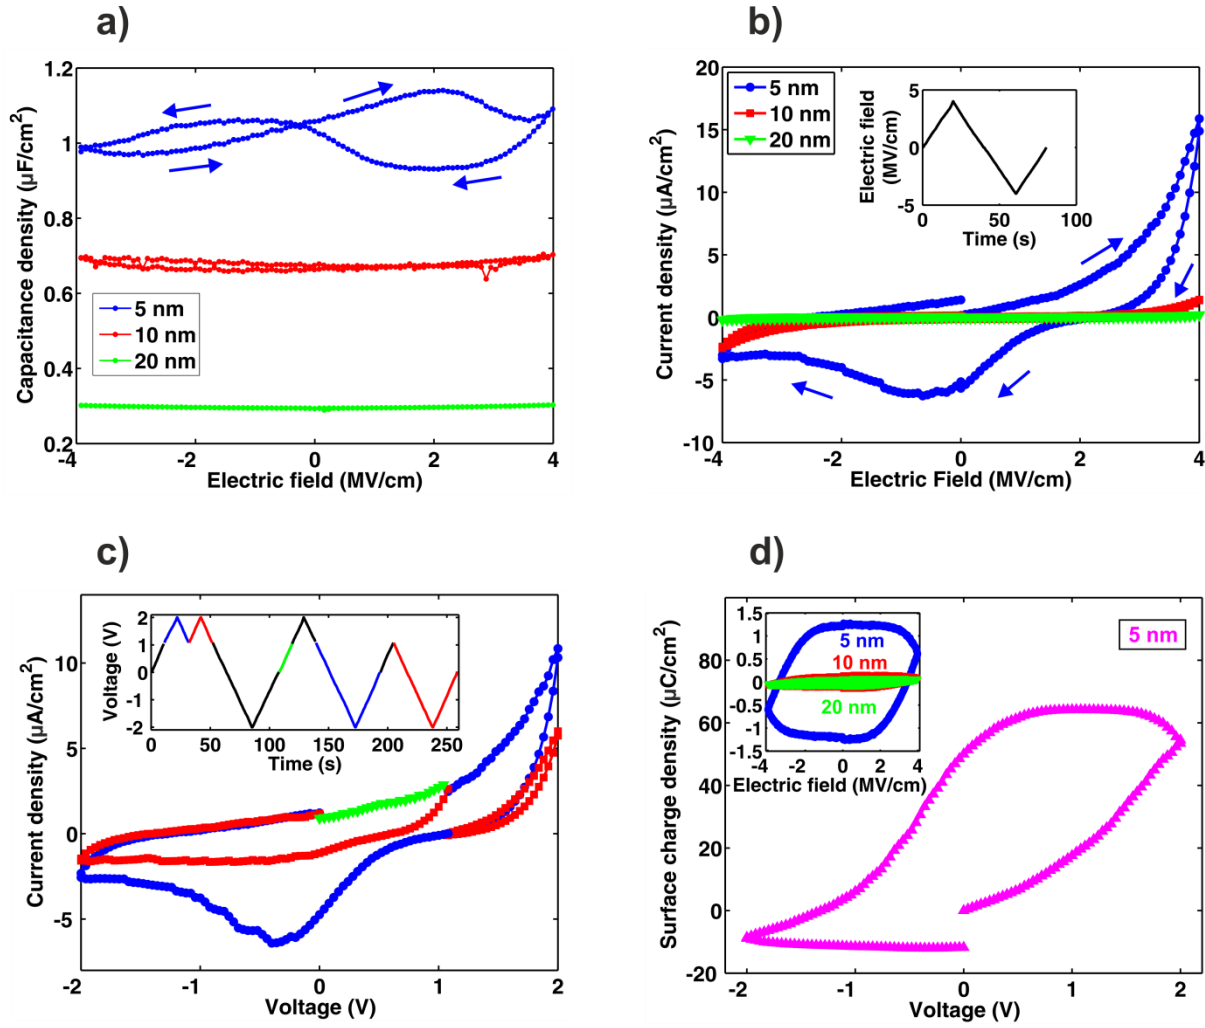 a)
1.2
1
0.8
0.6
0.4
0.2
-4
-2
0
2
4
Capacitance density (µF/cm²)
Electric field (MV/cm)
5 nm
10 nm
20 nm
b)
20
15
10
5
0
-5
-10
-4
-2
0
2
4
Current density (µA/cm²)
Electric Field (MV/cm)
5 nm
10 nm
20 nm
5
0
-5
0
50
100
Electric field
(MV/cm)
Time (s)
c)
10
5
0
-5
-2
-1
0
1
2
Current density (µA/cm²)
Voltage (V)
2
1
0
-1
-2
0
50
100
150
200
250
Voltage (V)
Time (s)
d)
80
60
40
20
0
-20
-2
-1
0
1
2
Surface charge density (µC/cm²)
Voltage (V)
5 nm
1.5
1
0.5
0
-0.5
-1
-1.5
-4
-2
0
2
4
5 nm
10 nm
20 nm
Electric field (MV/cm)